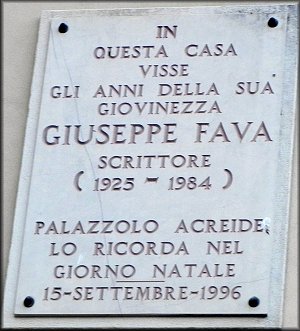 IN
QUESTA CASA
VISSE
GLI ANNI DELLA SUA
GIOVINEZZA
GIUSEPPE FAVA
SCRITTORE
( 1925 - 1984 )
PALAZZOLO ACREIDE
LO RICORDA NEL
GIORNO NATALE
15-SETTEMBRE-1996